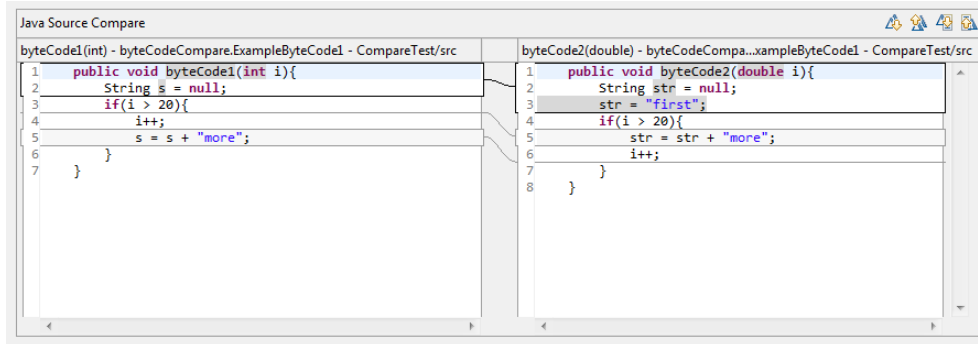 Java Source Compare
byteCode1(int) - byteCodeCompare.ExampleByteCode1 - CompareTest/src
1 public void byteCode1(int i){
2 String s = null;
3 if(i > 20){
4 i++;
5 s = s + "more";
6 }
7 }
byteCode2(double) - byteCodeCompa...xampleByteCode1 - CompareTest/src
1 public void byteCode2(double i){
2 String str = null;
3 str = "first";
4 if(i > 20){
5 str = str + "more";
6 i++;
7 }
8 }